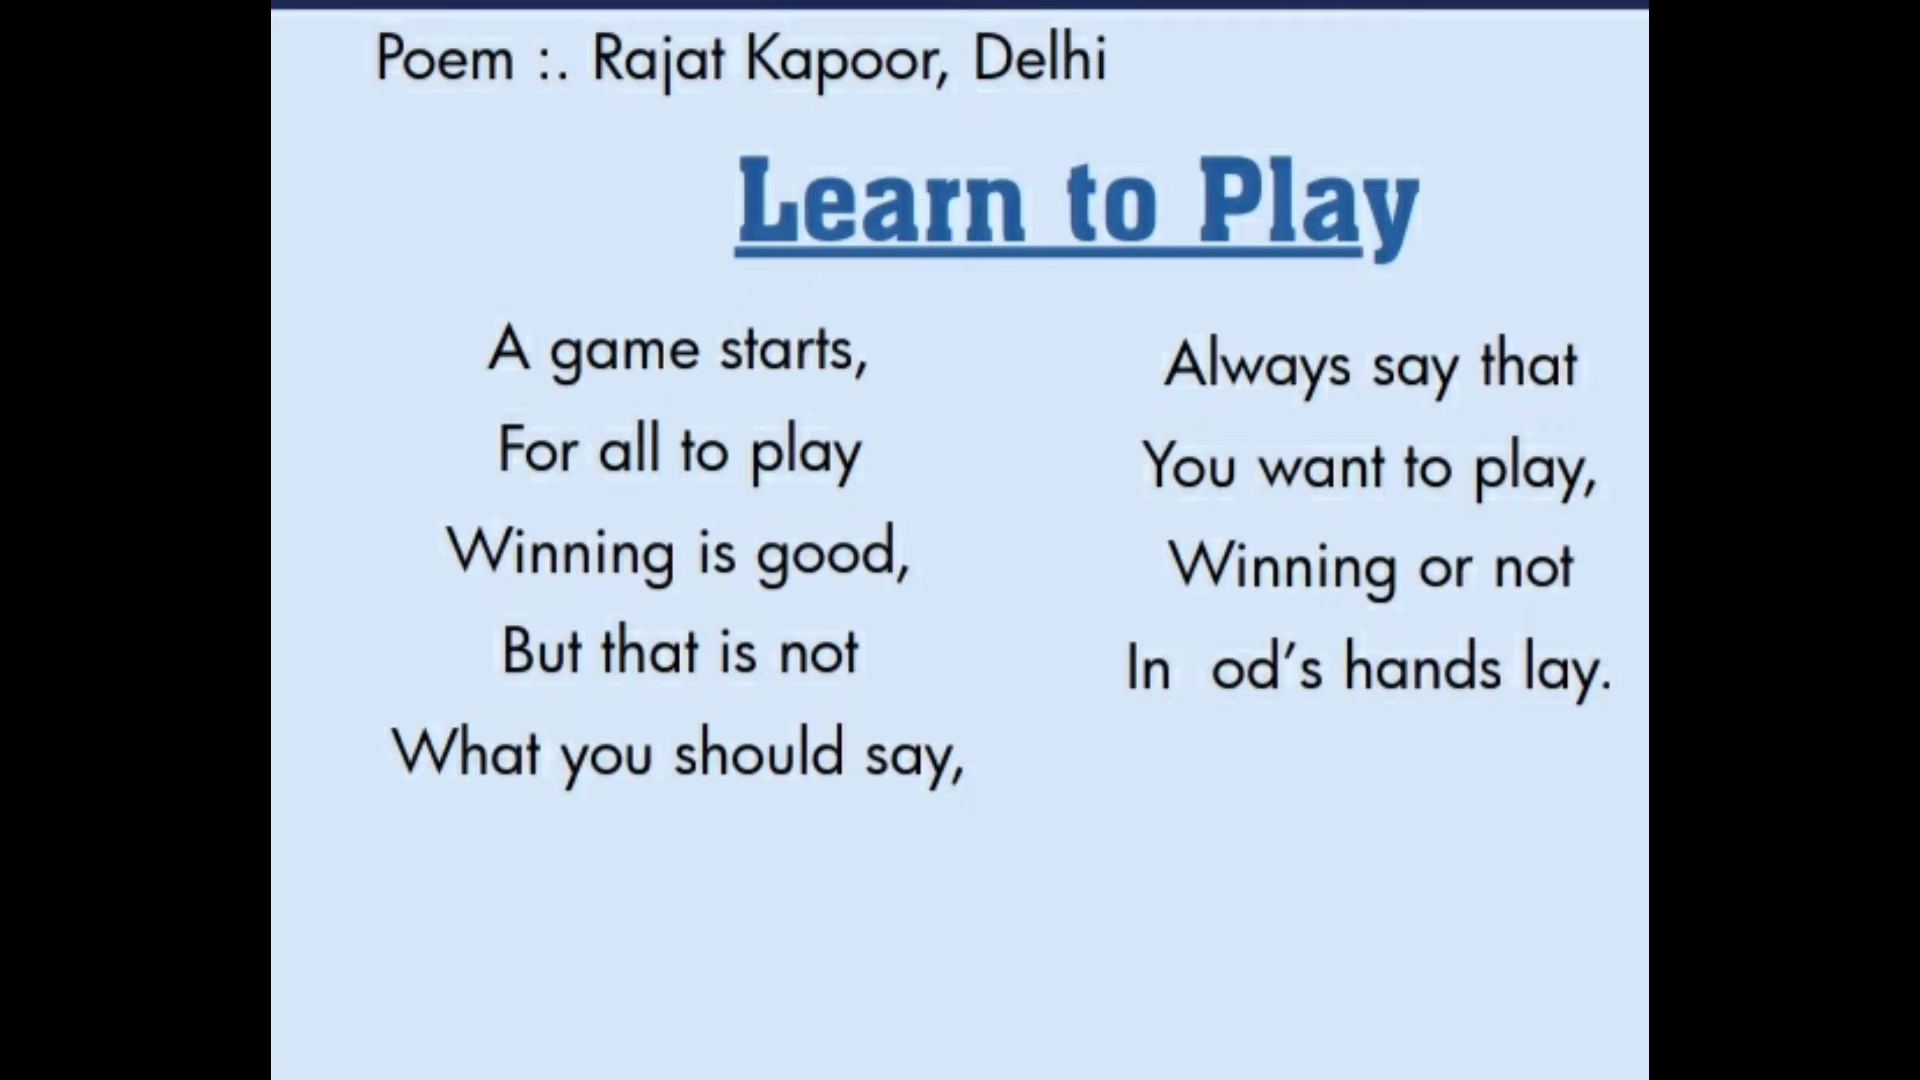 Poem :. Rajat Kapoor, Delhi
Learn to Play
A game starts,
For all to play
Winning is good,
But that is not
What you should say,
Always say that
You want to play,
Winning or not
In od’s hands lay.